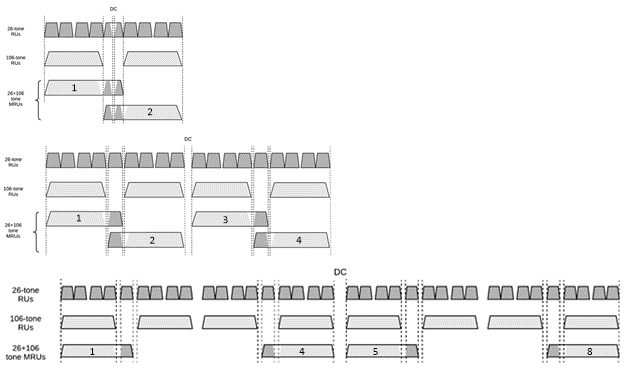 DC
26-tone
RUs
106-tone
RUs
1
26+106
tone
MRUs
2
DC
26-tone
RUs
106-tone
RUs
1
3
26+106
tone
MRUs
2
4
DC
26-tone
RUs
106-tone
RUs
26+106
tone MRUs
1
4
5
8